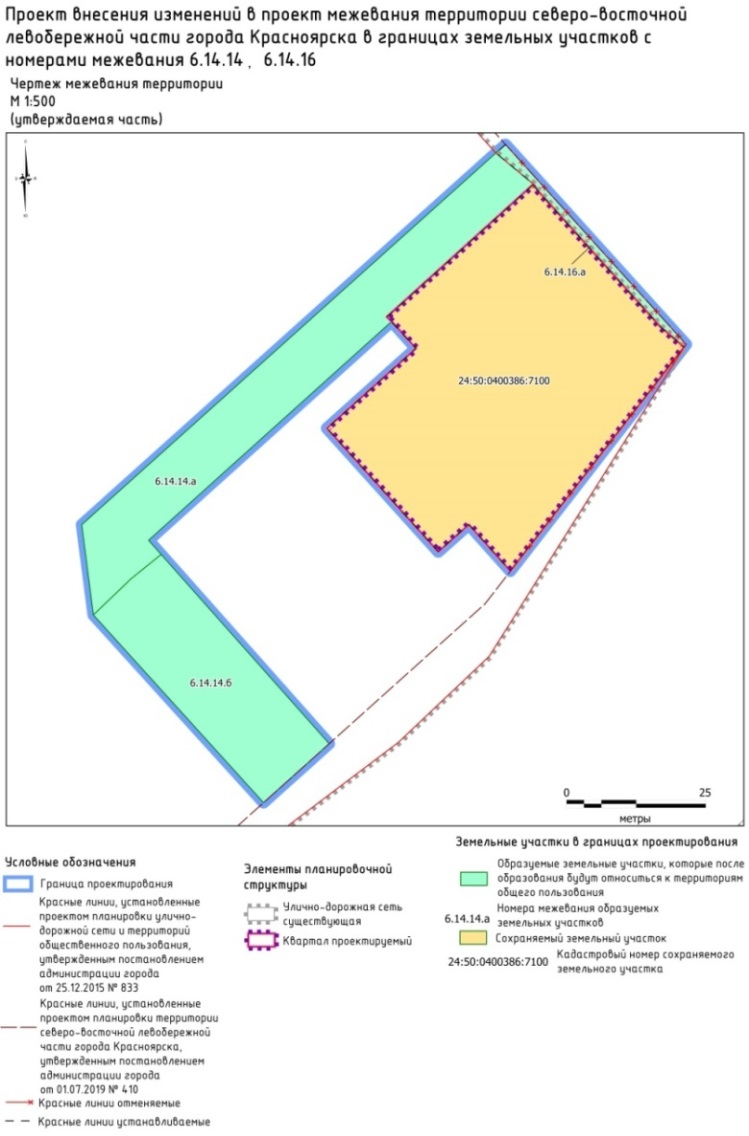 Проект внесения изменений в проект межевания территории северо-восточной
левобережной части города Красноярска в границах земельных участков с
номерами межевания 6.14.14 , 6.14.16
Чертеж межевания территории
М 1:500
(утверждаемая часть)
6.14.16.а
24:50:0400386:7100
6.14.14.а
6.14.14.б
0 25
метры
Условные обозначения
Граница проектирования
Красные линии, установленные
проектом планировки улично-
дорожной сети и территорий
общественного пользования,
утвержденным постановлением
администрации города
от 25.12.2015 № 833
Красные линии, установленные
проектом планировки территории
северо-восточной левобережной
части города Красноярска,
утвержденным постановлением
администрации города
от 01.07.2019 № 410
Красные линии отменяемые
Красные линии устанавливаемые
Элементы планировочной
структуры
Улично-дорожная сеть
существующая
Квартал проектируемый
Земельные участки в границах проектирования
Образуемые земельные участки, которые после
образования будут относиться к территориям
общего пользования
6.14.14.а Номера межевания образуемых
земельных участков
Сохраняемый земельный участок
24:50:0400386:7100 Кадастровый номер сохраняемого
земельного участка